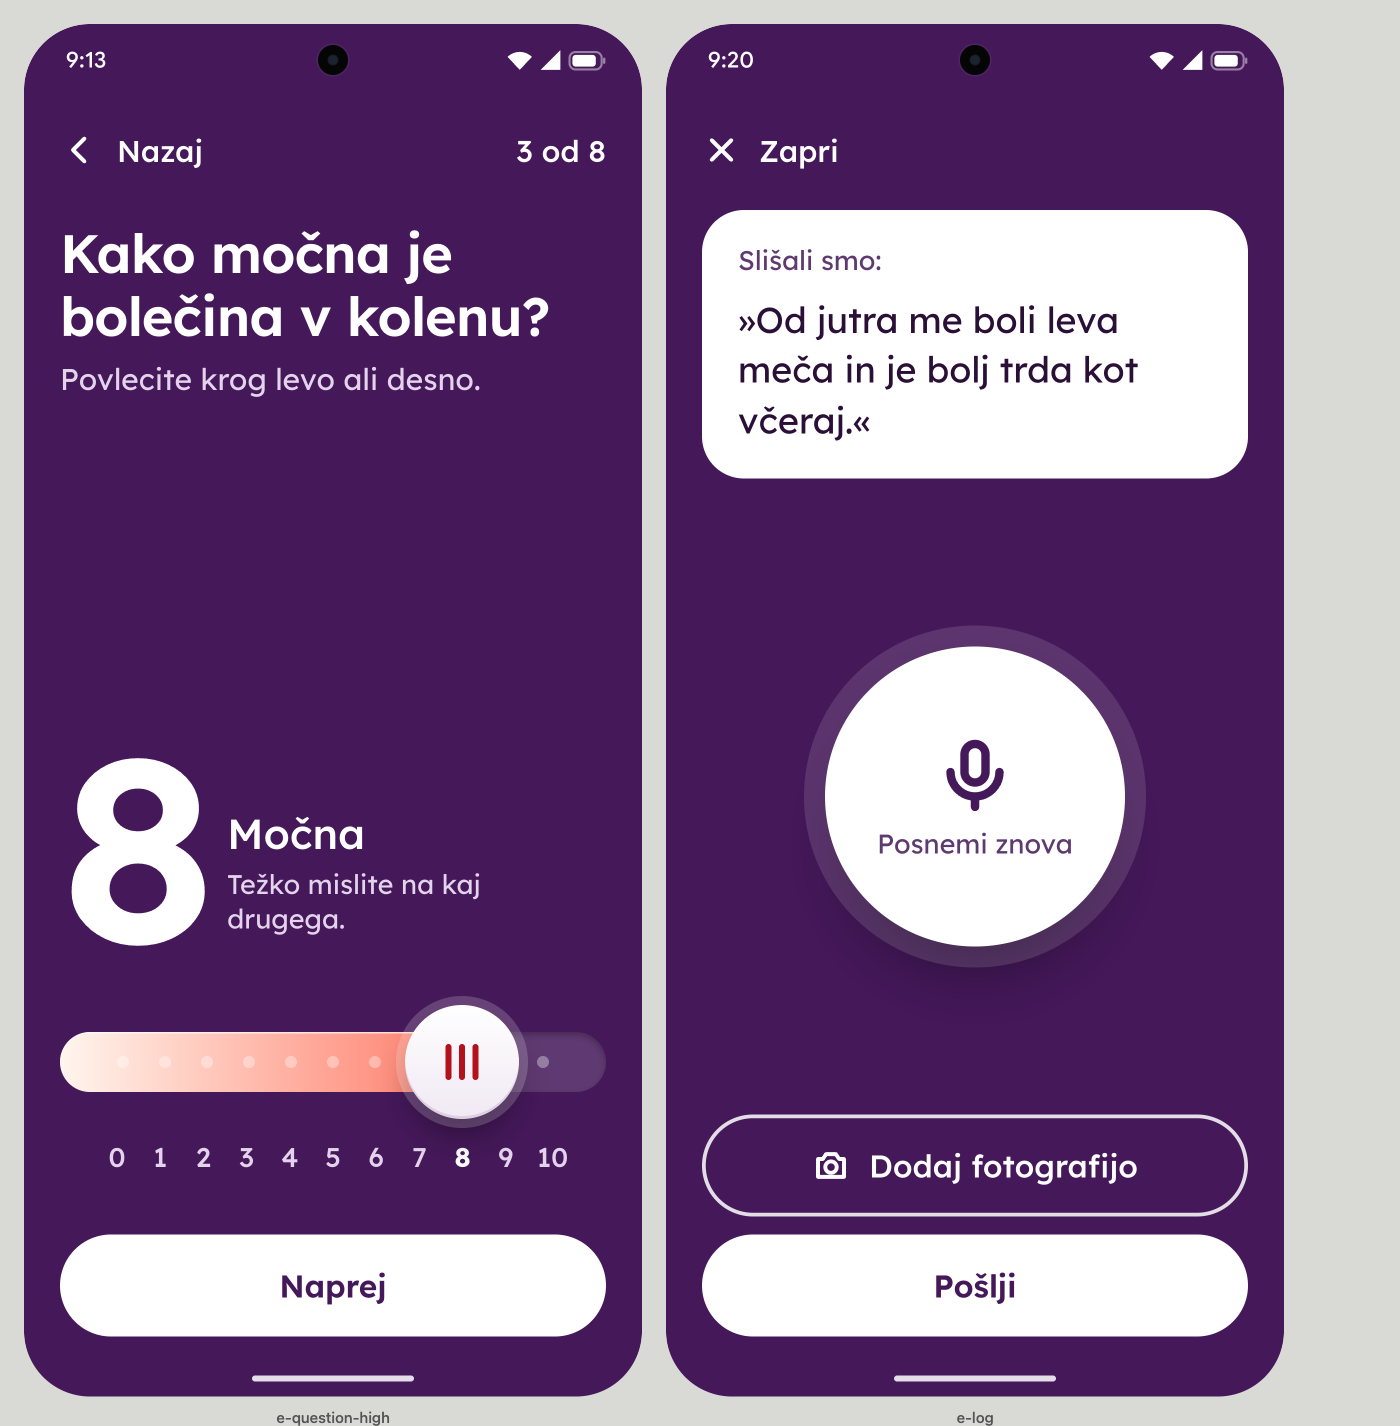 9:13
Nazaj
3 od 8
Kako močna je
bolečina v kolenu?
Povlecite krog levo ali desno.
8
Močna
Težko mislite na kaj
drugega.
0 1 2 3 4 5 6 7 8 9 10
Naprej
e-question-high
9:20
Zapri
Slišali smo:
»Od jutra me boli leva
meča in je bolj trda kot
včeraj.«
Posnemi znova
Dodaj fotografijo
Pošlji
e-log